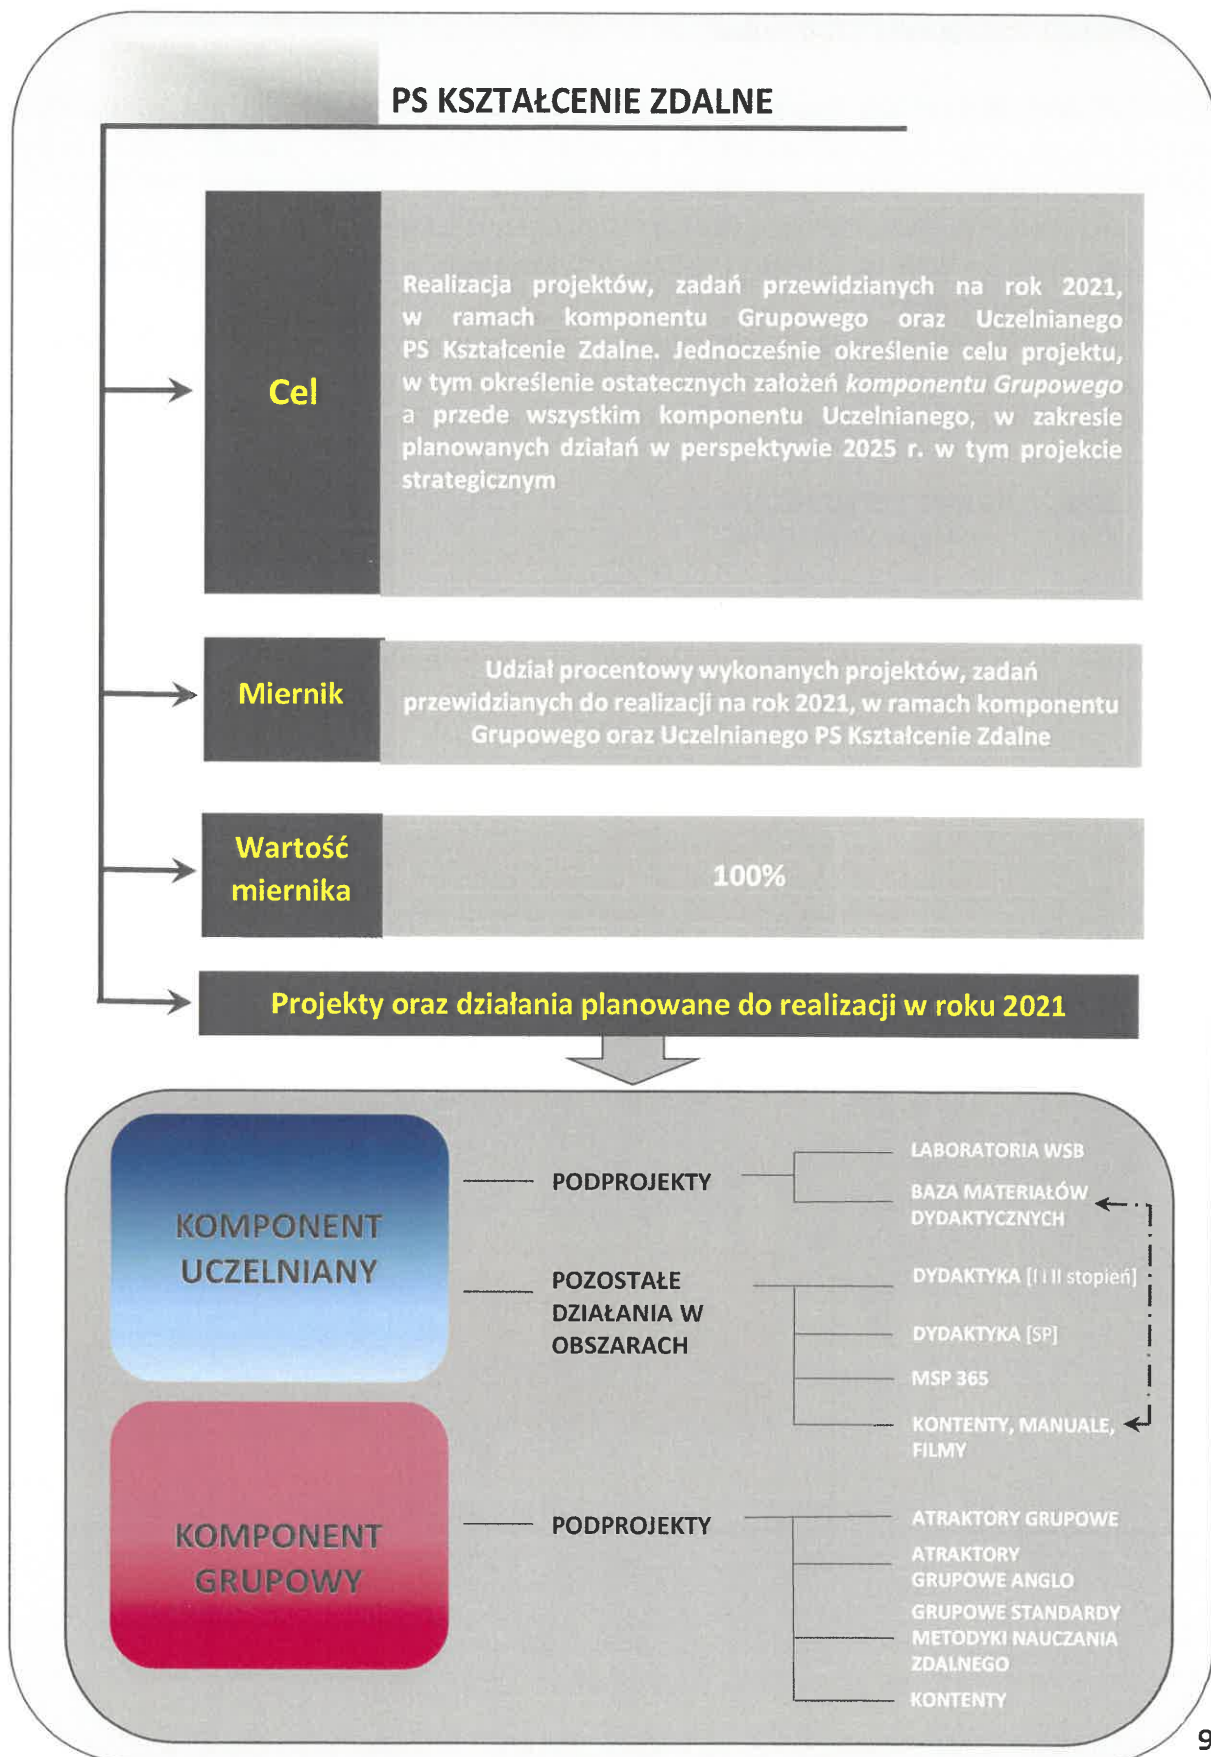 PS KSZTAŁCENIE ZDALNE
Cel
Realizacja projektów, zadań przewidzianych na rok 2021,
w ramach komponentu Grupowego oraz Uczelnianego
PS Kształcenie Zdalne. Jednocześnie określenie celu projektu,
w tym określenie ostatecznych założeń komponentu Grupowego
a przede wszystkim komponentu Uczelnianego, w zakresie
planowanych działań w perspektywie 2025 r. w tym projekcie
strategicznym
Miernik
Udział procentowy wykonanych projektów, zadań
przewidzianych do realizacji na rok 2021, w ramach komponentu
Grupowego oraz Uczelnianego PS Kształcenie Zdalne
Wartość
miernika
100%
Projekty oraz działania planowane do realizacji w roku 2021
KOMPONENT
UCZELNIANY
PODPROJEKTY
LABORATORIA WSB
BAZA MATERIAŁÓW
DYDAKTYCZNYCH
POZOSTAŁE
DZIAŁANIA W
OBSZARACH
DYDAKTYKA [I i II stopień]
DYDAKTYKA [SP]
MSP 365
KONTENTY, MANUALE,
FILMY
KOMPONENT
GRUPOWY
PODPROJEKTY
ATRAKTORY GRUPOWE
ATRAKTORY
GRUPOWE ANGLO
GRUPOWE STANDARDY
METODYKI NAUCZANIA
ZDALNEGO
KONTENTY
9